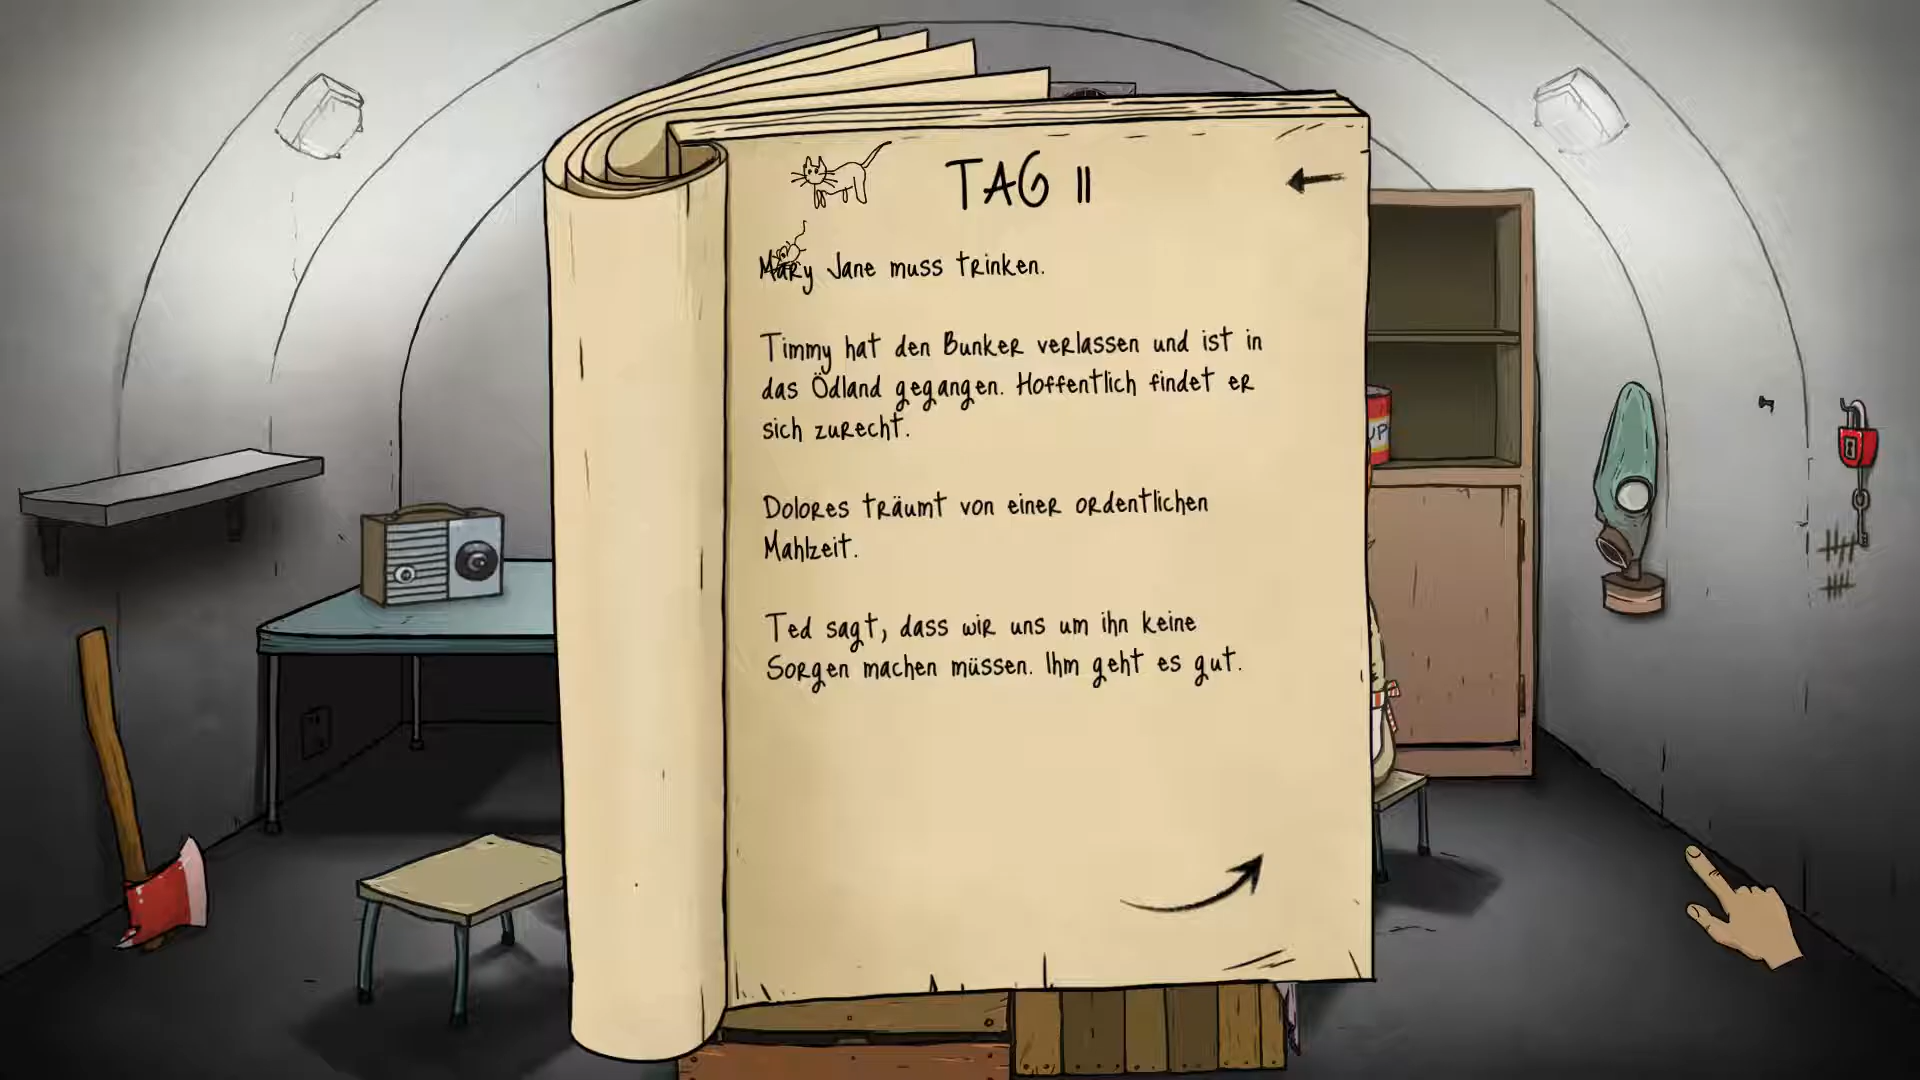 TAG 11
Mary Jane muss trinken.
Timmy hat den Bunker verlassen und ist in
das Ödland gegangen. Hoffentlich findet er
sich zurecht.
Dolores träumt von einer ordentlichen
Mahlzeit.
Ted sagt, dass wir uns um ihn keine
Sorgen machen müssen. Ihm geht es gut.
UP